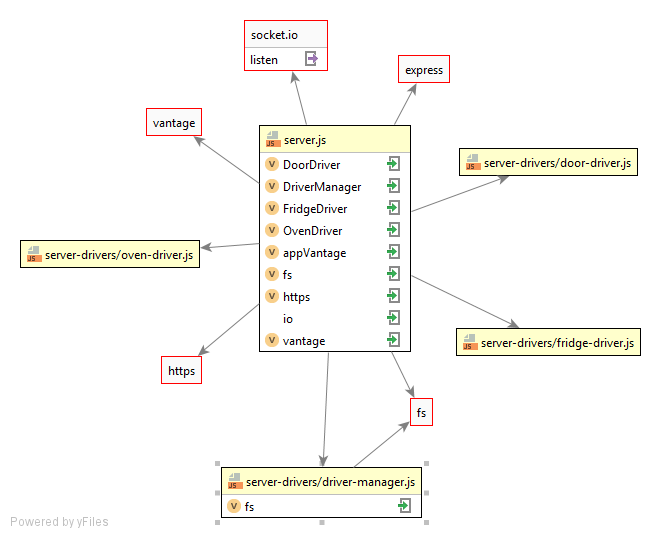 socket.io
listen
express
vantage
server.js
DoorDriver
DriverManager
FridgeDriver
OvenDriver
appVantage
fs
https
io
vantage
server-drivers/door-driver.js
server-drivers/oven-driver.js
server-drivers/fridge-driver.js
https
fs
server-drivers/driver-manager.js
fs
Powered by yFiles